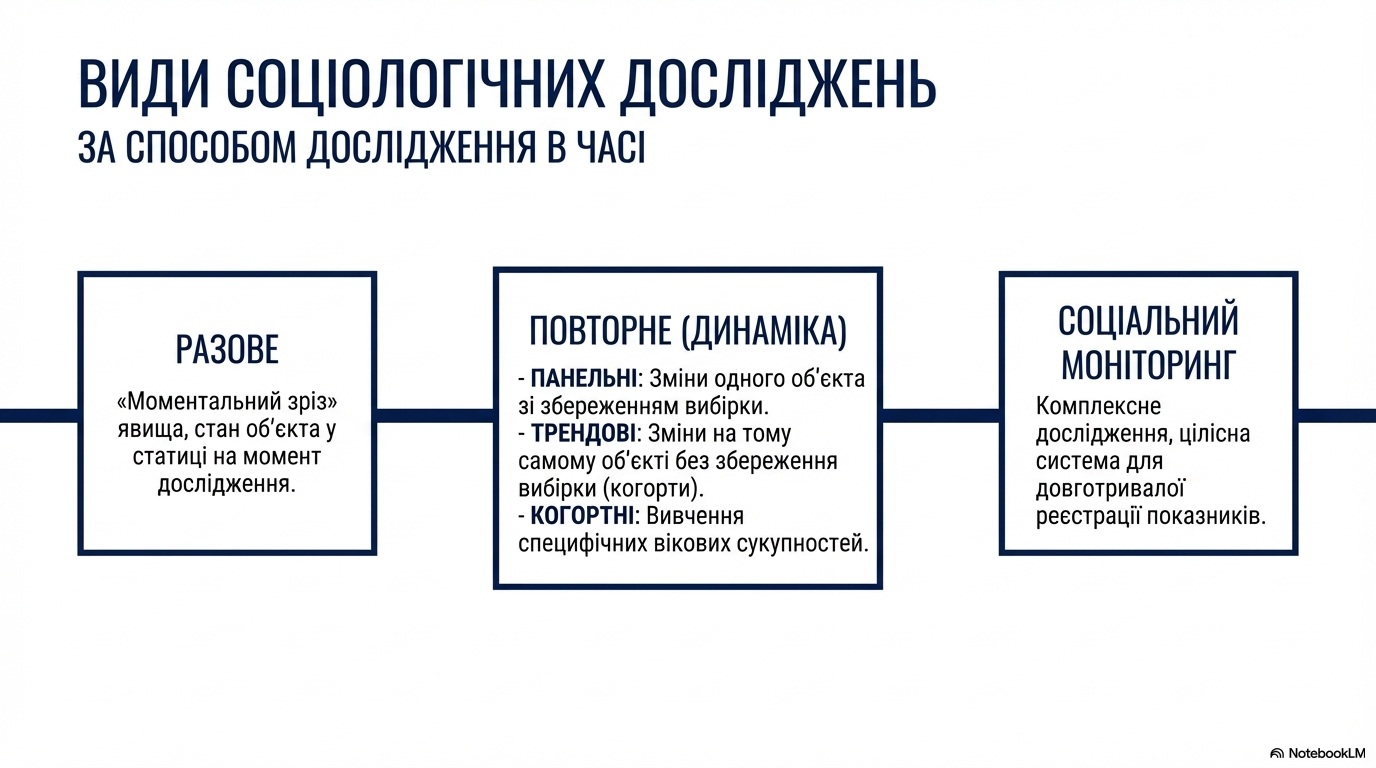 ВИДИ СОЦІОЛОГІЧНИХ ДОСЛІДЖЕНЬ
ЗА СПОСОБОМ ДОСЛІДЖЕННЯ В ЧАСІ
РАЗОВЕ
«Моментальний зріз»
явища, стан об'єкта у
статиці на момент
дослідження.
ПОВТОРНЕ (ДИНАМІКА)
- ПАНЕЛЬНІ: Зміни одного об'єкта
зі збереженням вибірки.
- ТРЕНДОВІ: Зміни на тому
самому об'єкті без збереження
вибірки (когорти).
- КОГОРТНІ: Вивчення
специфічних вікових сукупностей.
СОЦІАЛЬНИЙ
МОНІТОРИНГ
Комплексне
дослідження, цілісна
система для
довготривалої
реєстрації показників.
NotebookLM